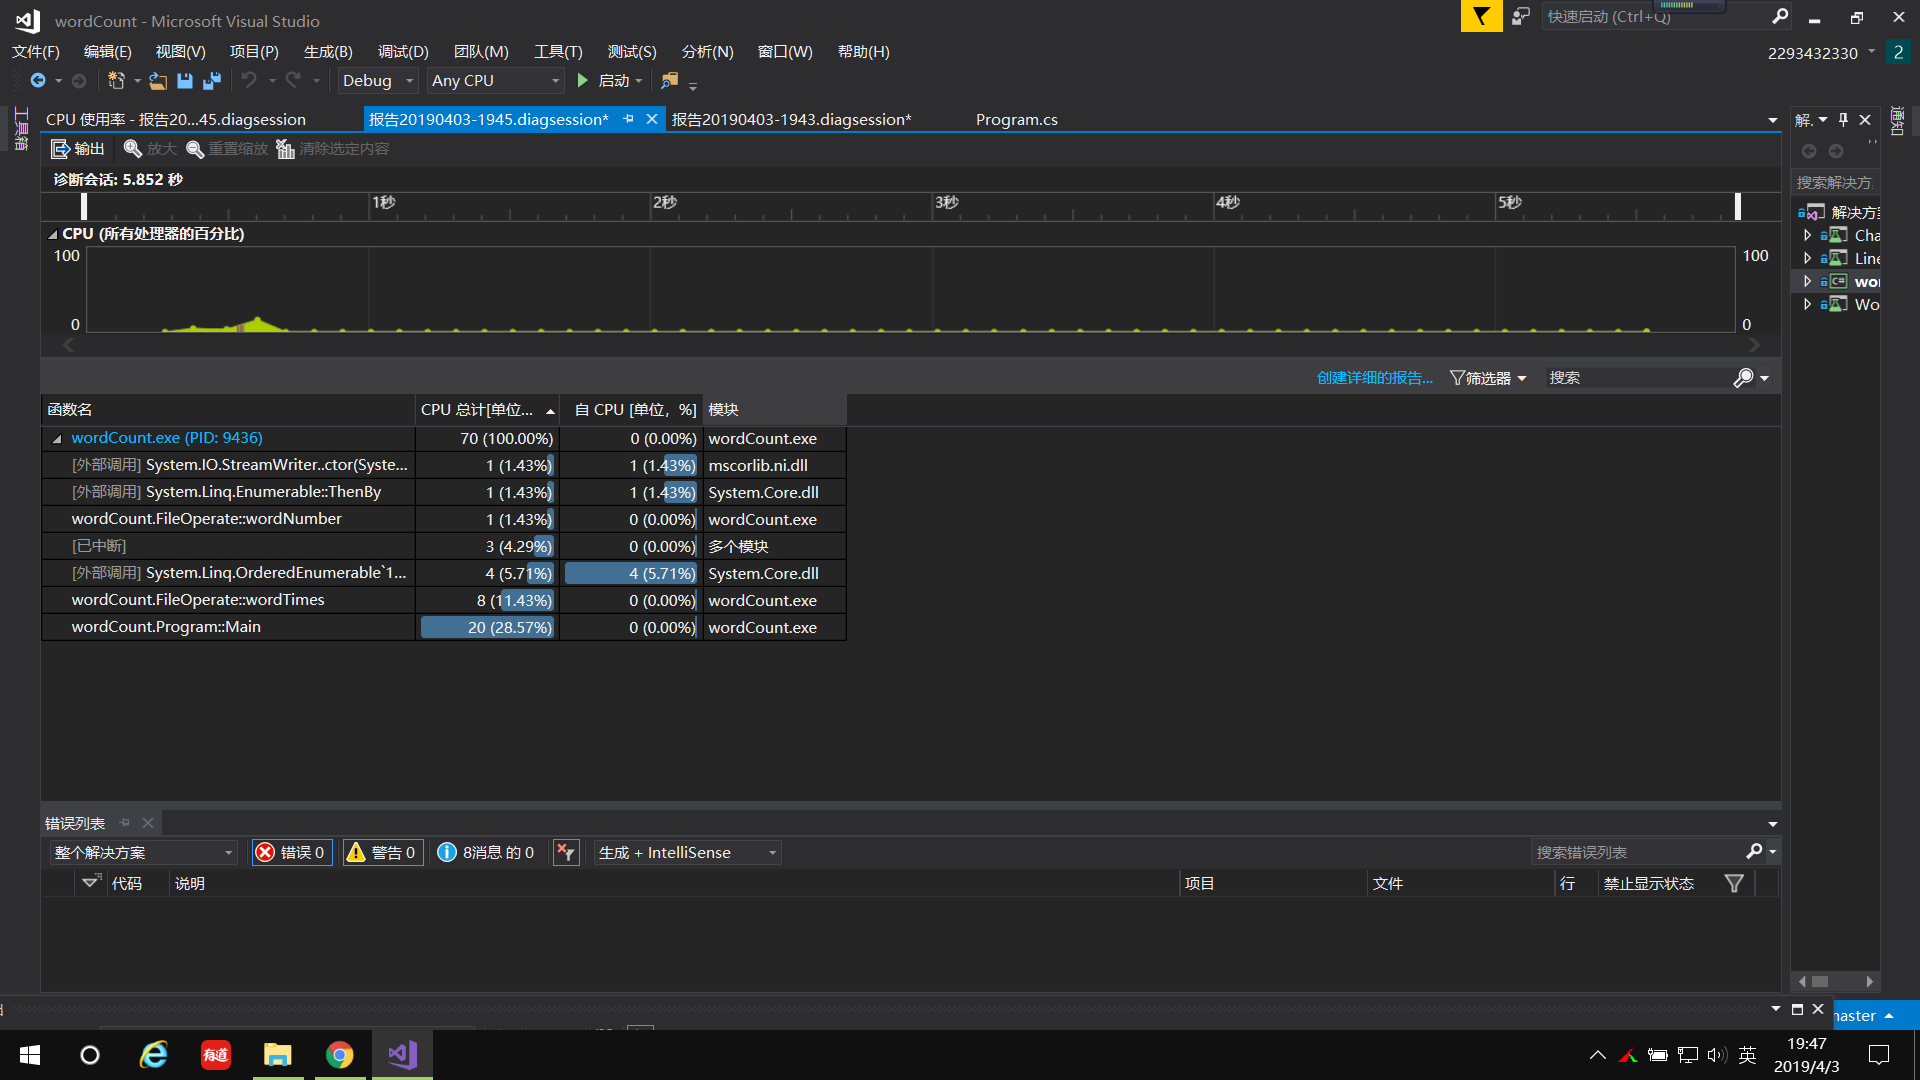 wordCount - Microsoft Visual Studio
快速启动 (Ctrl+Q)
文件(F) 编辑(E) 视图(V) 项目(P) 生成(B) 调试(D) 团队(M) 工具(T) 测试(S) 分析(N) 窗口(W) 帮助(H)
2293432330 2
Debug Any CPU 启动
工具箱
CPU 使用率 - 报告20...45.diagsession 报告20190403-1945.diagsession* 报告20190403-1943.diagsession* Program.cs
解.
通知
输出 放大 重置缩放 清除选定内容
诊断会话: 5.852 秒
搜索解决方
1秒 2秒 3秒 4秒 5秒
解决方
CPU (所有处理器的百分比)
Cha
100 100
Line
wor
Wo
0 0
创建详细的报告... 筛选器 搜索
函数名 CPU 总计[单位... 自 CPU [单位, %] 模块
wordCount.exe (PID: 9436) 70 (100.00%) 0 (0.00%) wordCount.exe
[外部调用] System.IO.StreamWriter..ctor(Syste... 1 (1.43%) 1 (1.43%) mscorlib.ni.dll
[外部调用] System.Linq.Enumerable::ThenBy 1 (1.43%) 1 (1.43%) System.Core.dll
wordCount.FileOperate::wordNumber 1 (1.43%) 0 (0.00%) wordCount.exe
[已中断] 3 (4.29%) 0 (0.00%) 多个模块
[外部调用] System.Linq.OrderedEnumerable`1... 4 (5.71%) 4 (5.71%) System.Core.dll
wordCount.FileOperate::wordTimes 8 (11.43%) 0 (0.00%) wordCount.exe
wordCount.Program::Main 20 (28.57%) 0 (0.00%) wordCount.exe
错误列表
整个解决方案 错误 0 警告 0 8消息 的 0 生成 + IntelliSense 搜索错误列表
代码 说明 项目 文件 行 禁止显示状态
master
有道
英
19:47
2019/4/3